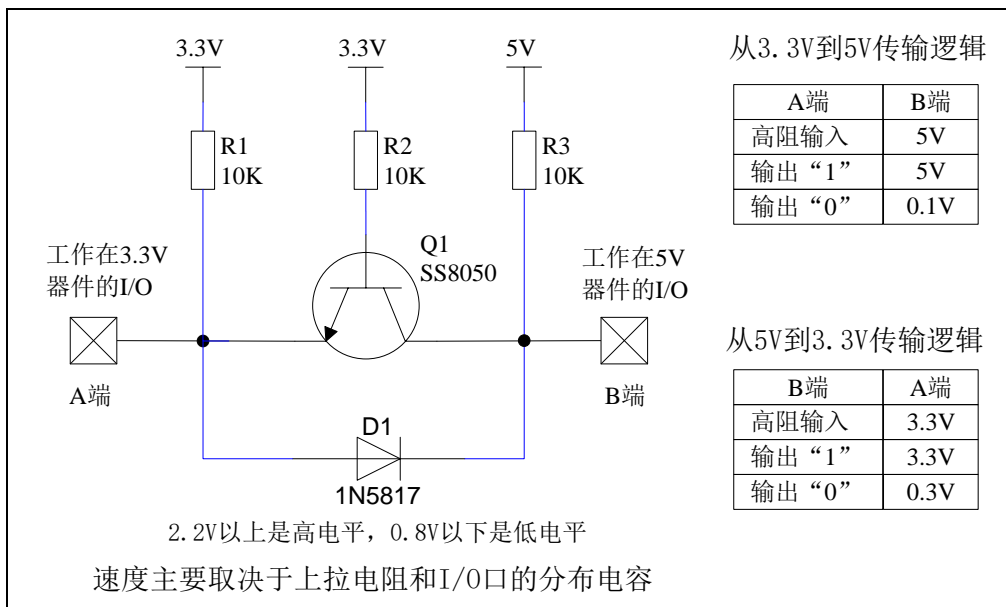 3.3V
3.3V
5V
R1
10K
R2
10K
R3
10K
Q1
SS8050
工作在3.3V
器件的I/O
A端
工作在5V
器件的I/O
B端
D1
1N5817
2.2V以上是高电平，0.8V以下是低电平
速度主要取决于上拉电阻和I/O口的分布电容
从3.3V到5V传输逻辑
A端 B端
高阻输入 5V
输出“1” 5V
输出“0” 0.1V
从5V到3.3V传输逻辑
B端 A端
高阻输入 3.3V
输出“1” 3.3V
输出“0” 0.3V